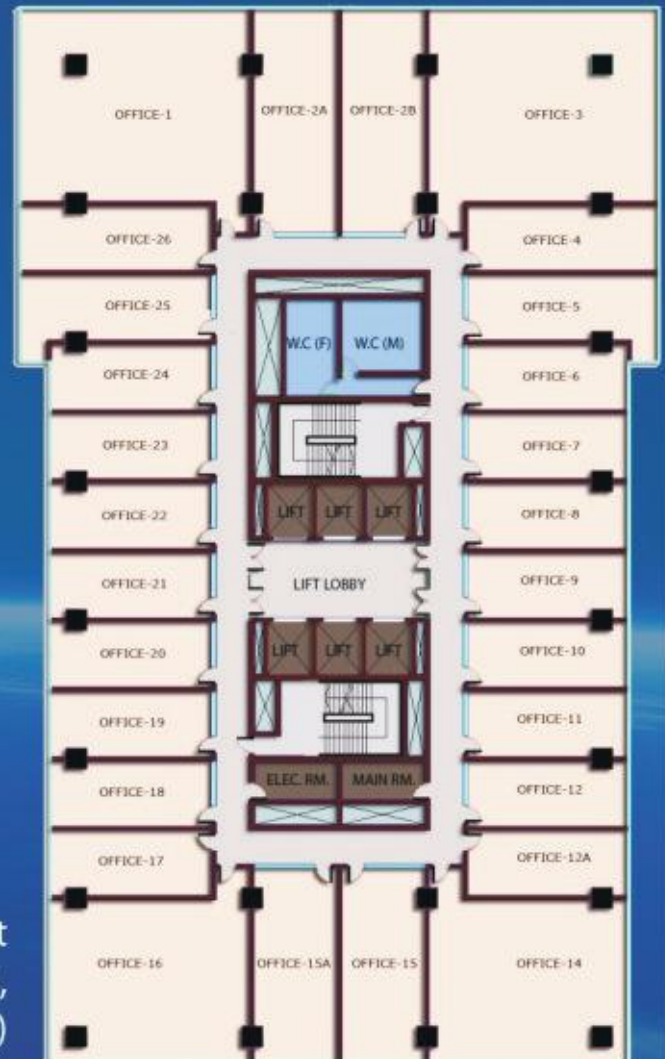 OFFICE-1
OFFICE-2A
OFFICE-2B
OFFICE-3
OFFICE-26
OFFICE-4
OFFICE-25
OFFICE-5
OFFICE-24
OFFICE-6
OFFICE-23
OFFICE-7
OFFICE-22
OFFICE-8
OFFICE-21
OFFICE-9
OFFICE-20
OFFICE-10
OFFICE-19
OFFICE-11
OFFICE-18
OFFICE-12
OFFICE-17
OFFICE-12A
OFFICE-16
OFFICE-15A
OFFICE-15
OFFICE-14
W.C (F)
W.C (M)
LIFT
LIFT
LIFT
LIFT LOBBY
LIFT
LIFT
LIFT
ELEC. RM.
MAIN RM.
t
,
)